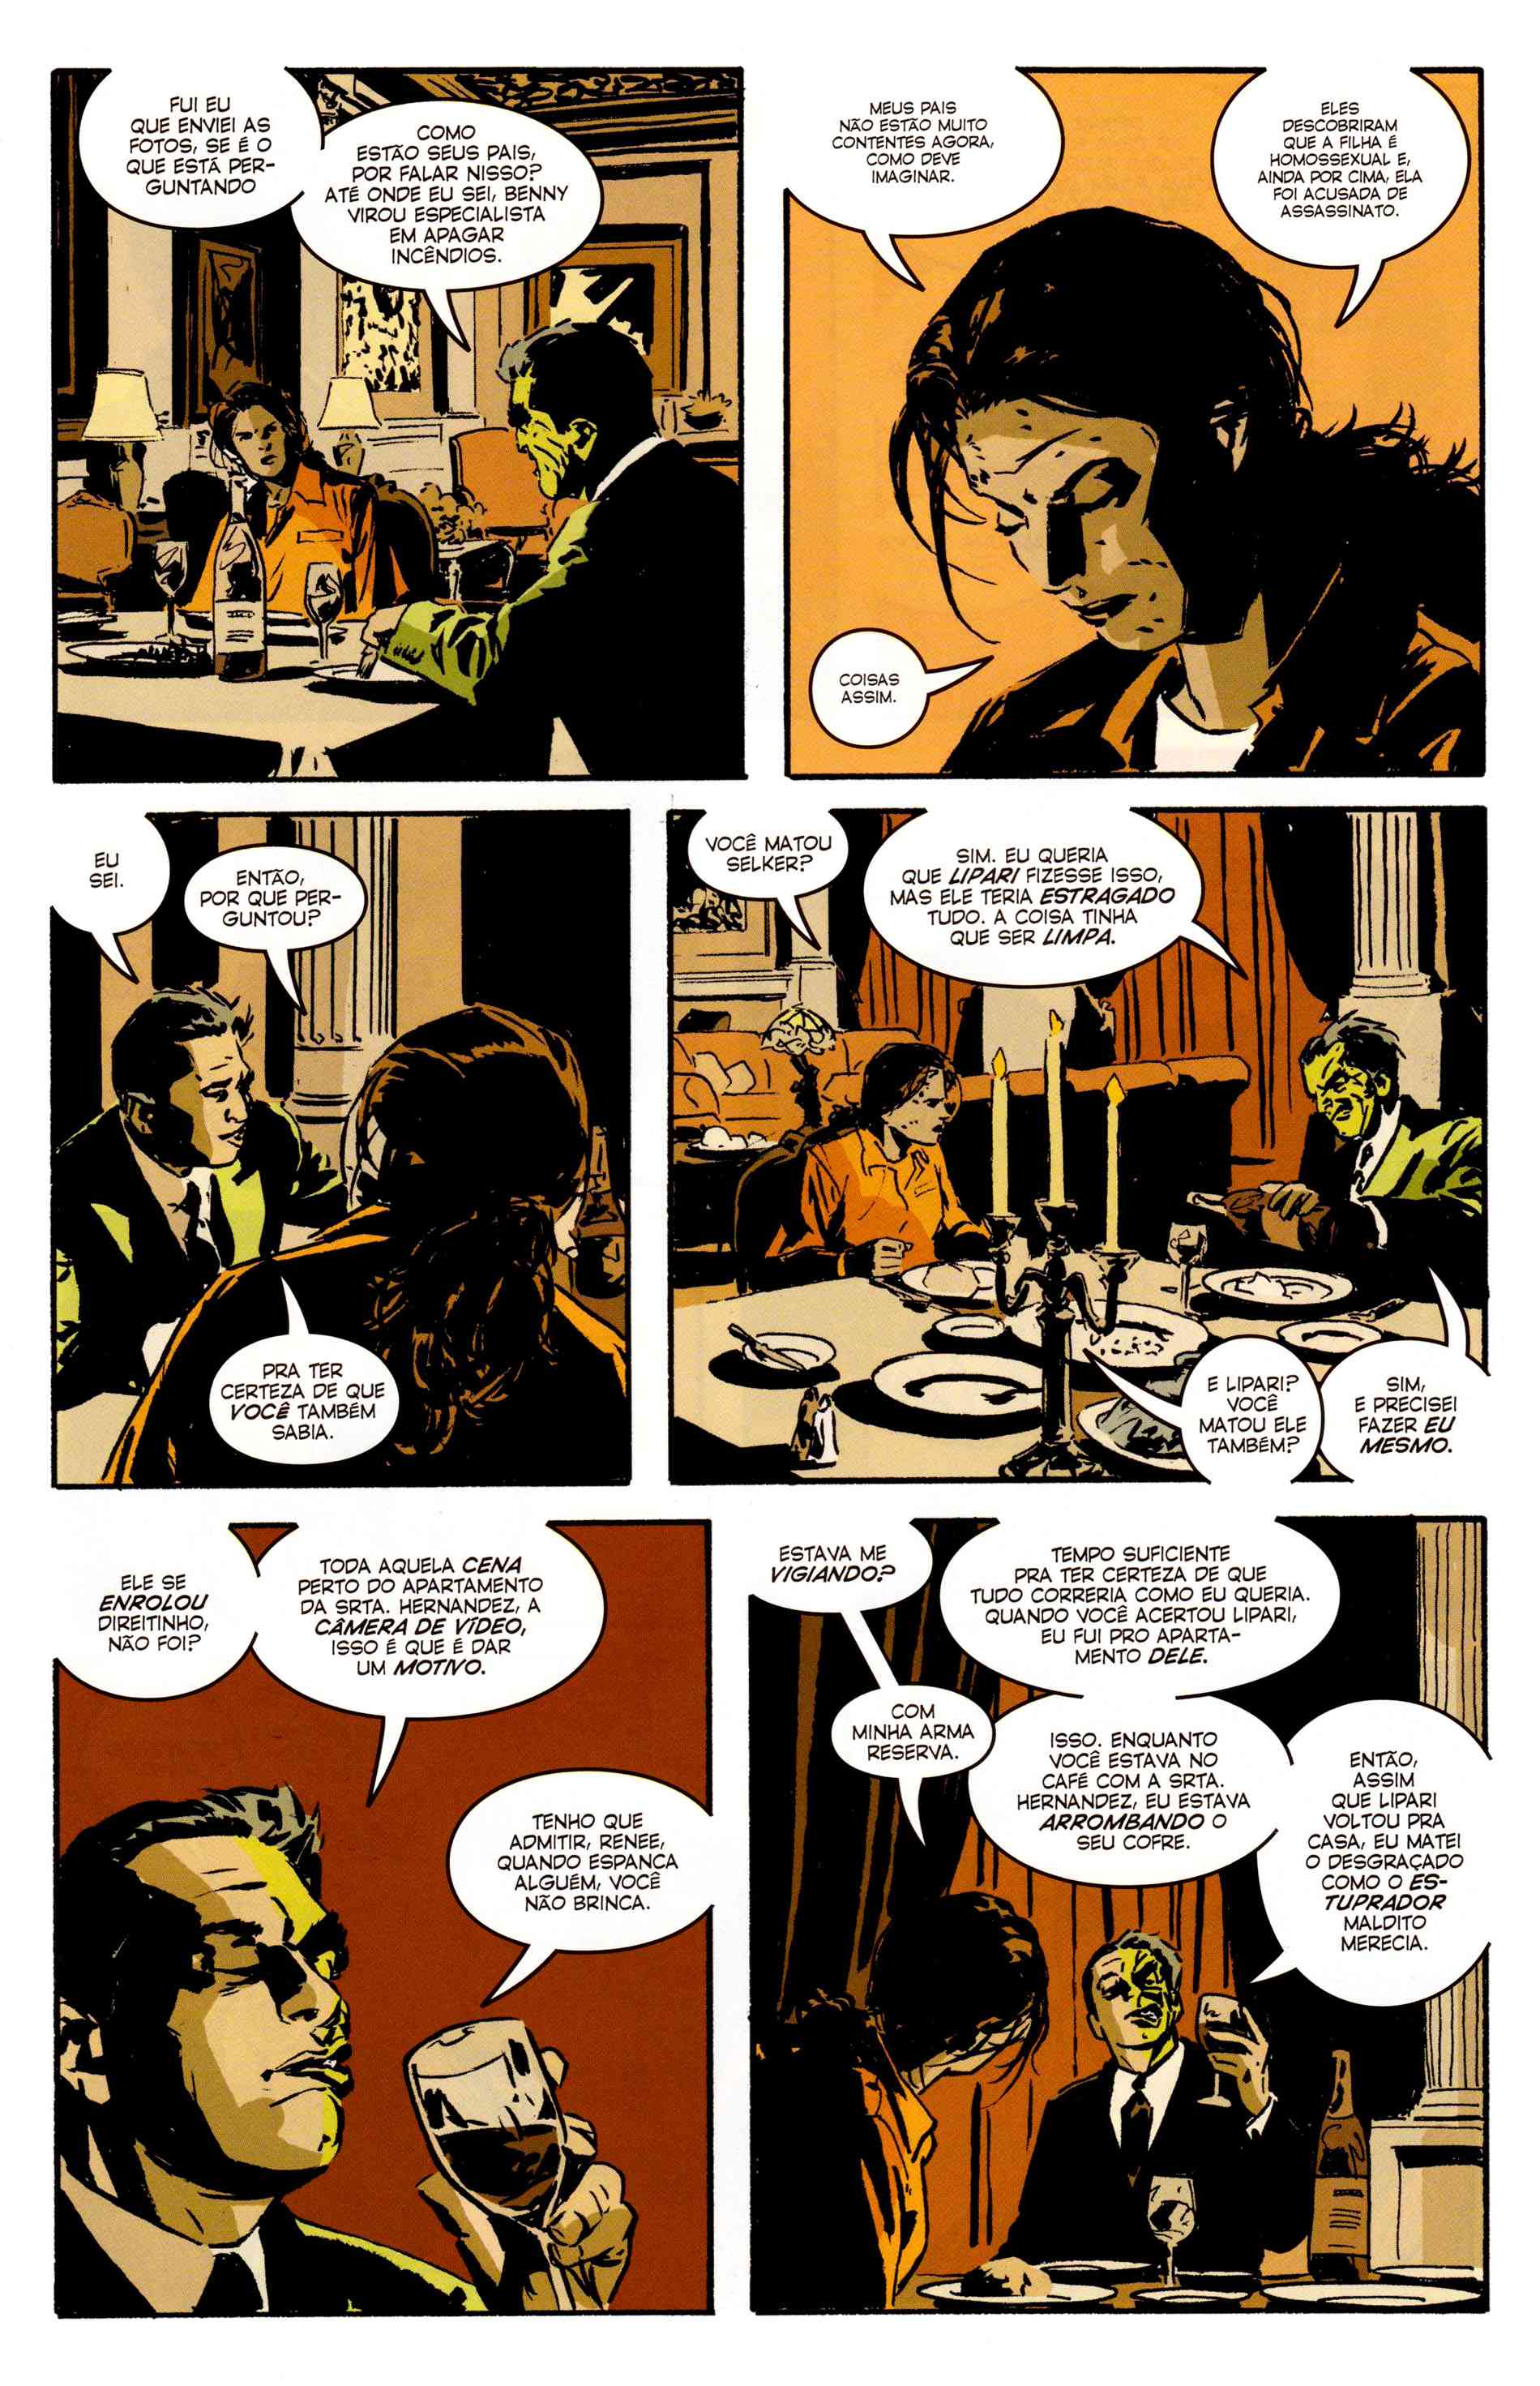 FUI EU
QUE ENVIEI AS
FOTOS, SE É O
QUE ESTÁ PER-
GUNTANDO
COMO
ESTÃO SEUS PAIS,
POR FALAR NISSO?
ATÉ ONDE EU SEI, BENNY
VIROU ESPECIALISTA
EM APAGAR
INCÊNDIOS.
MEUS PAIS
NÃO ESTÃO MUITO
CONTENTES AGORA,
COMO DEVE
IMAGINAR.
ELES
DESCOBRIRAM
QUE A FILHA É
HOMOSSEXUAL E,
AINDA POR CIMA, ELA
FOI ACUSADA DE
ASSASSINATO.
COISAS
ASSIM.
EU
SEI.
ENTÃO,
POR QUE PER-
GUNTOU?
PRA TER
CERTEZA DE QUE
VOCÊ TAMBÉM
SABIA.
VOCÊ MATOU
SELKER?
SIM. EU QUERIA
QUE LIPARI FIZESSE ISSO,
MAS ELE TERIA ESTRAGADO
TUDO. A COISA TINHA
QUE SER LIMPA.
E LIPARI?
VOCÊ
MATOU ELE
TAMBÉM?
SIM,
E PRECISEI
FAZER EU
MESMO.
ELE SE
ENROLOU
DIREITINHO,
NÃO FOI?
TODA AQUELA CENA
PERTO DO APARTAMENTO
DA SRTA. HERNANDEZ, A
CÂMERA DE VÍDEO,
ISSO É QUE É DAR
UM MOTIVO.
TENHO QUE
ADMITIR, RENEE,
QUANDO ESPANCA
ALGUÉM, VOCÊ
NÃO BRINCA.
ESTAVA ME
VIGIANDO?
TEMPO SUFICIENTE
PRA TER CERTEZA DE QUE
TUDO CORRERIA COMO EU QUERIA.
QUANDO VOCÊ ACERTOU LIPARI,
EU FUI PRO APARTA-
MENTO DELE.
COM
MINHA ARMA
RESERVA.
ISSO. ENQUANTO
VOCÊ ESTAVA NO
CAFÉ COM A SRTA.
HERNANDEZ, EU ESTAVA
ARROMBANDO O
SEU COFRE.
ENTÃO,
ASSIM
QUE LIPARI
VOLTOU PRA
CASA, EU MATEI
O DESGRAÇADO
COMO O ES-
TUPRADOR
MALDITO
MERECIA.